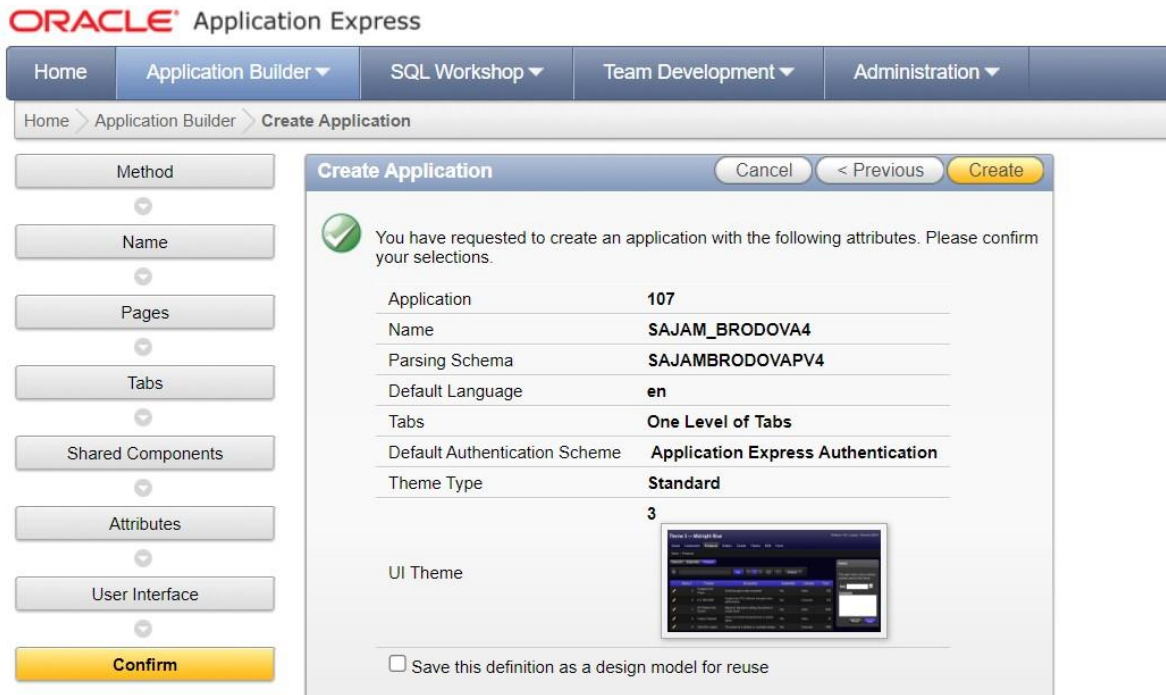 ORACLE Application Express
Home Application Builder SQL Workshop Team Development Administration
Home Application Builder Create Application
Method
Name
Pages
Tabs
Shared Components
Attributes
User Interface
Confirm
Create Application Cancel < Previous Create
You have requested to create an application with the following attributes. Please confirm
your selections.
Application 107
Name SAJAM_BRODOVA4
Parsing Schema SAJAMBRODOVAPV4
Default Language en
Tabs One Level of Tabs
Default Authentication Scheme Application Express Authentication
Theme Type Standard
UI Theme 3
Theme 3 -- Midnight Blue
Save this definition as a design model for reuse